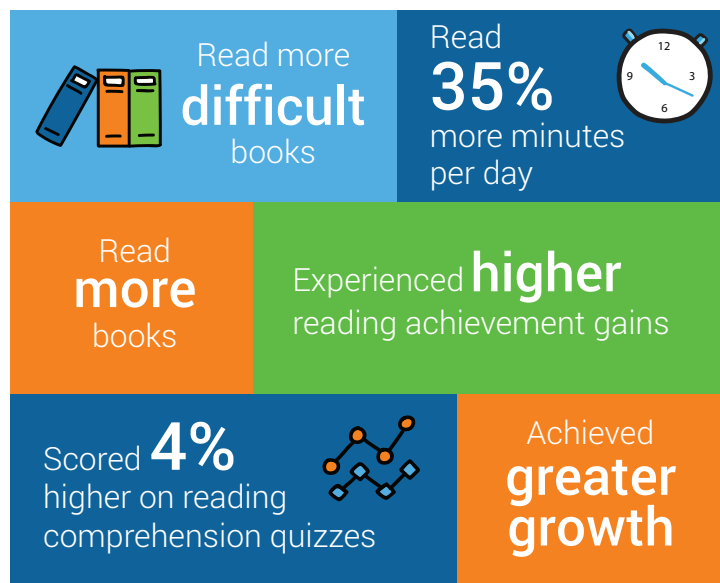 Read more
difficult
books
Read
35%
more minutes
per day
12
9
3
6
Read
more
books
Experienced higher
reading achievement gains
Scored 4%
higher on reading
comprehension quizzes
Achieved
greater
growth